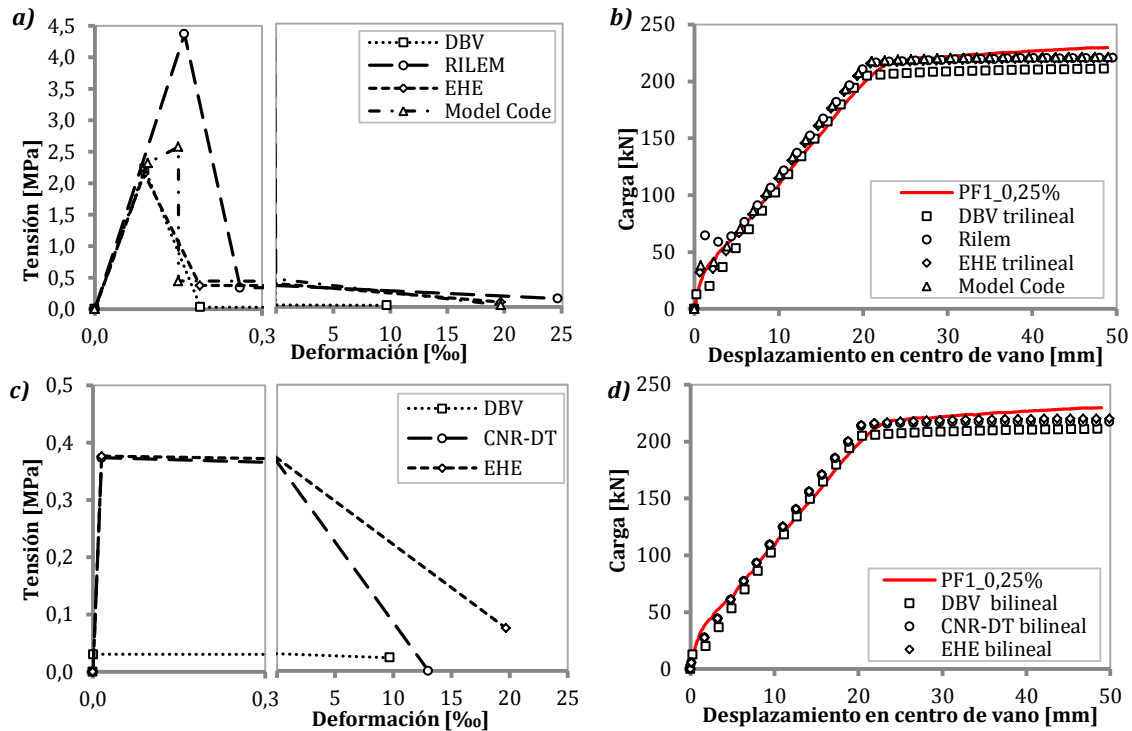 a)
4,5
4,0
3,5
3,0
2,5
2,0
1,5
1,0
0,5
0,0
Tensión [MPa]
DBV
RILEM
EHE
Model Code
0,0
0,3
5
10
15
20
25
Deformación [‰]
b)
250
200
150
100
50
0
Carga [kN]
PF1_0,25%
DBV trilineal
Rilem
EHE trilineal
Model Code
0
10
20
30
40
50
Desplazamiento en centro de vano [mm]
c)
0,5
0,4
0,3
0,2
0,1
0,0
Tensión [MPa]
DBV
CNR-DT
EHE
0,0
0,3
5
10
15
20
25
Deformación [‰]
d)
250
200
150
100
50
0
Carga [kN]
PF1_0,25%
DBV bilineal
CNR-DT bilineal
EHE bilineal
0
10
20
30
40
50
Desplazamiento en centro de vano [mm]